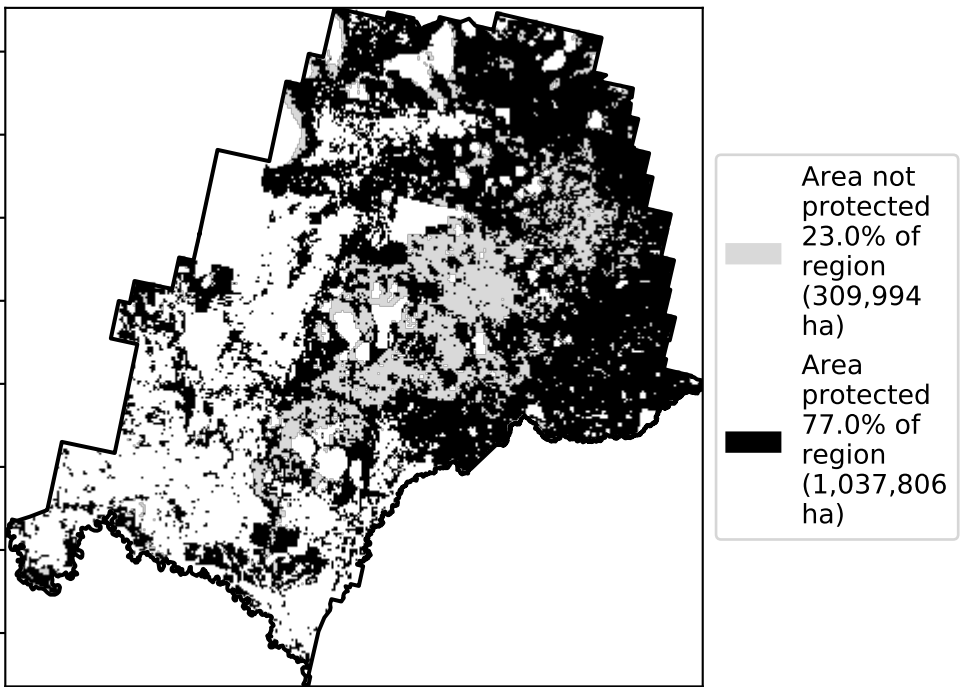 Area not
protected
23.0% of
region
(309,994
ha)
Area
protected
77.0% of
region
(1,037,806
ha)